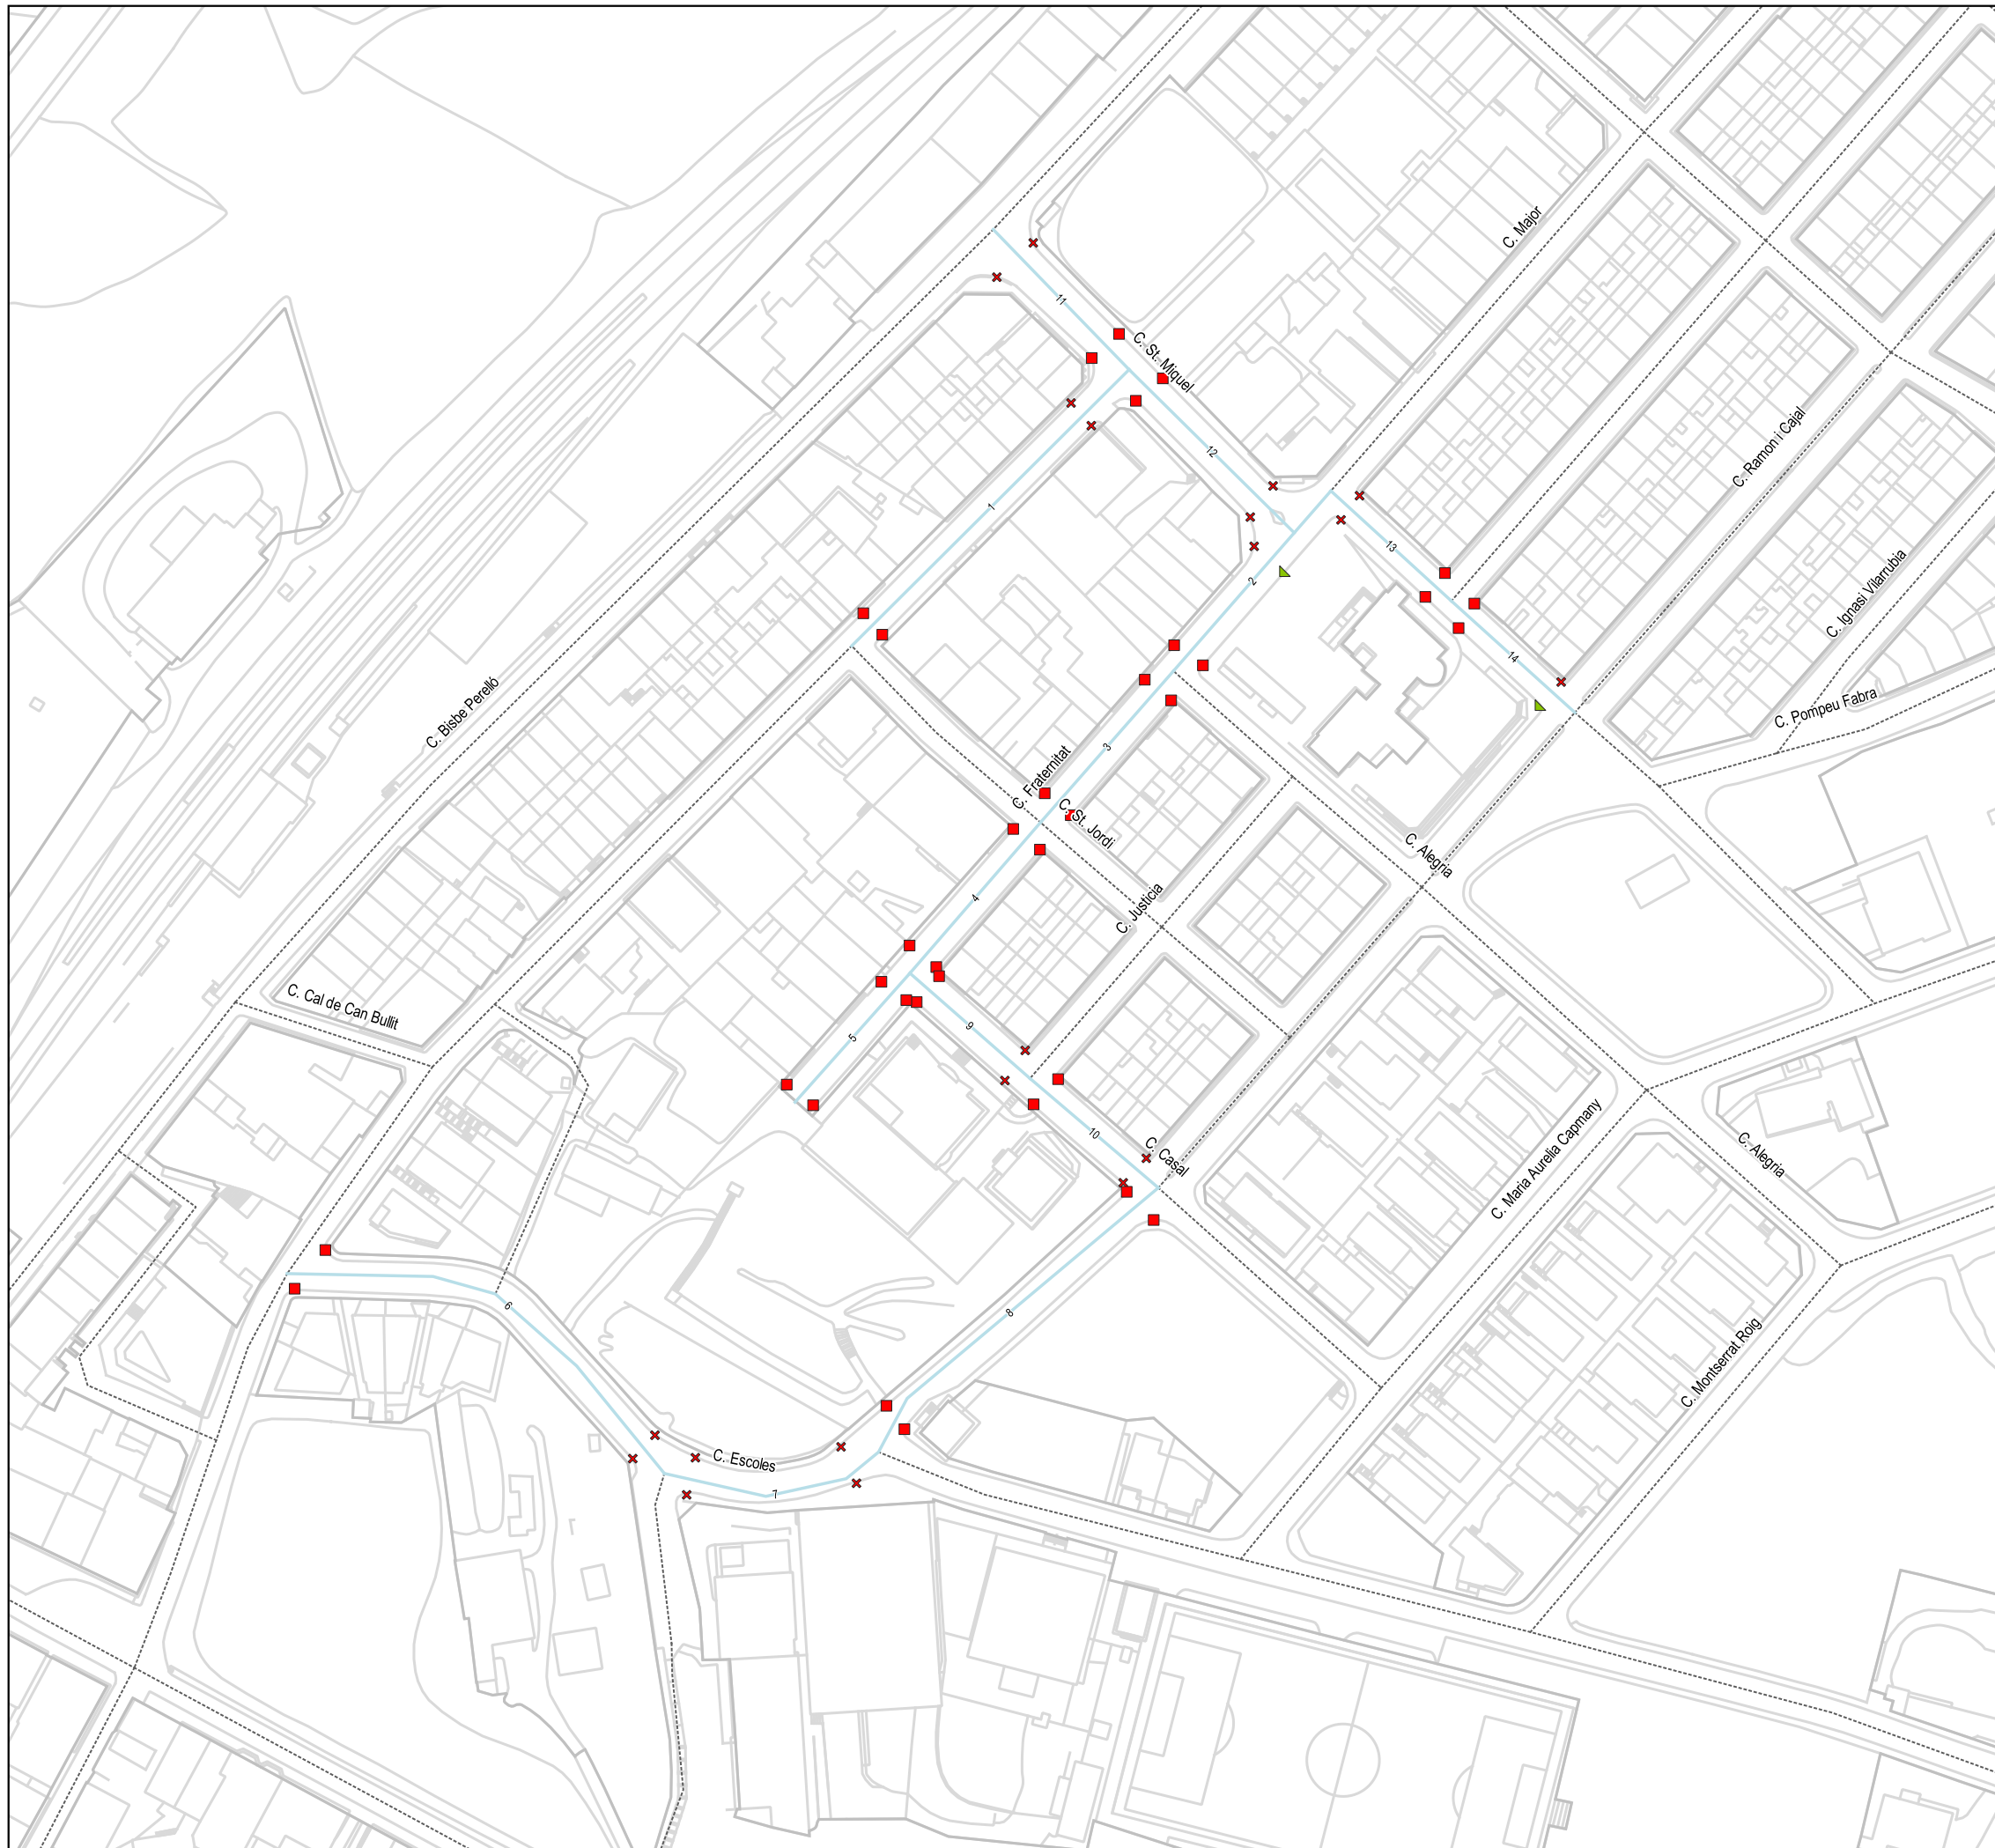 C. Major
11
C. St. Miquel
12
C. Ramon i Cajal
1
13
2
C. Ignasi Vilarrubia
14
C. Bisbe Perelló
C. Pompeu Fabra
3
C. Fraternitat
C. St. Jordi
C. Alegria
4
C. Justicia
C. Cal de Can Bullit
9
5
10
C. Casal
C. Maria Aurelia Capmany
C. Alegria
6
8
C. Montserrat Roig
C. Escoles
7